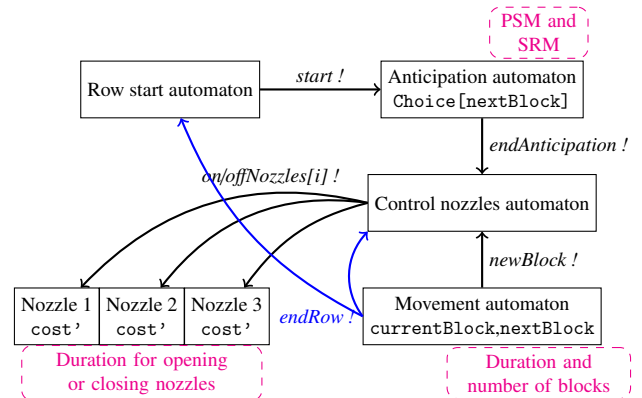 PSM and
SRM
Row start automaton
start !
Anticipation automaton
Choice[nextBlock]
endAnticipation !
on/offNozzles[i] !
Control nozzles automaton
newBlock !
Nozzle 1
cost’
Nozzle 2
cost’
Nozzle 3
cost’
endRow !
Movement automaton
currentBlock,nextBlock
Duration for opening
or closing nozzles
Duration and
number of blocks